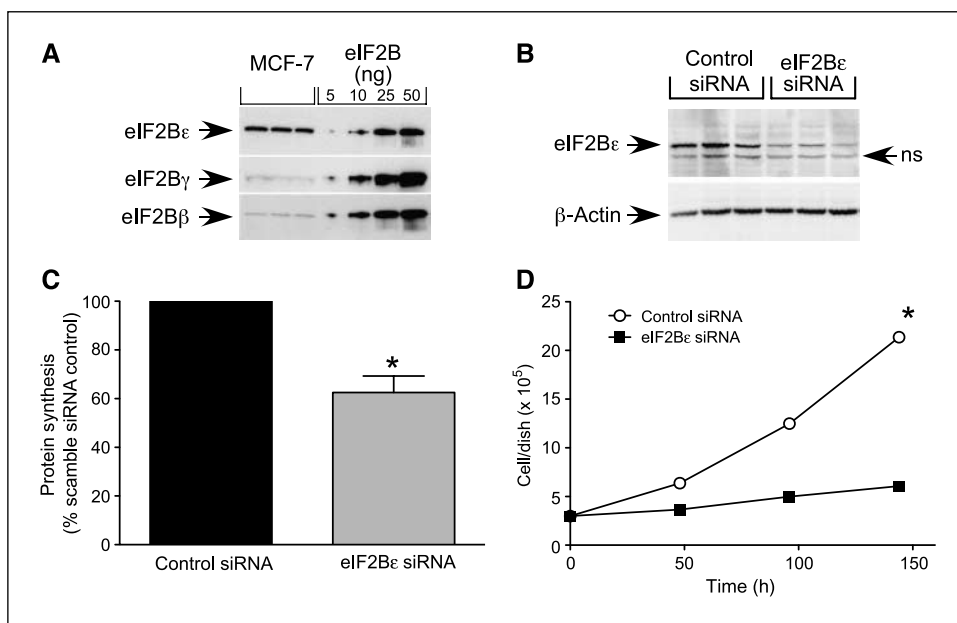 A
MCF-7
eIF2B
(ng)
5 10 25 50
eIF2Bε
eIF2Bγ
eIF2Bβ
B
Control
siRNA
eIF2Bε
siRNA
eIF2Bε
ns
β-Actin
C
Protein synthesis
(% scamble siRNA control)
100
80
60
40
20
0
*
Control siRNA
eIF2Bε siRNA
D
Cell/dish (x 10⁵)
25
20
15
10
5
0
Control siRNA
eIF2Bε siRNA
*
0 50 100 150
Time (h)